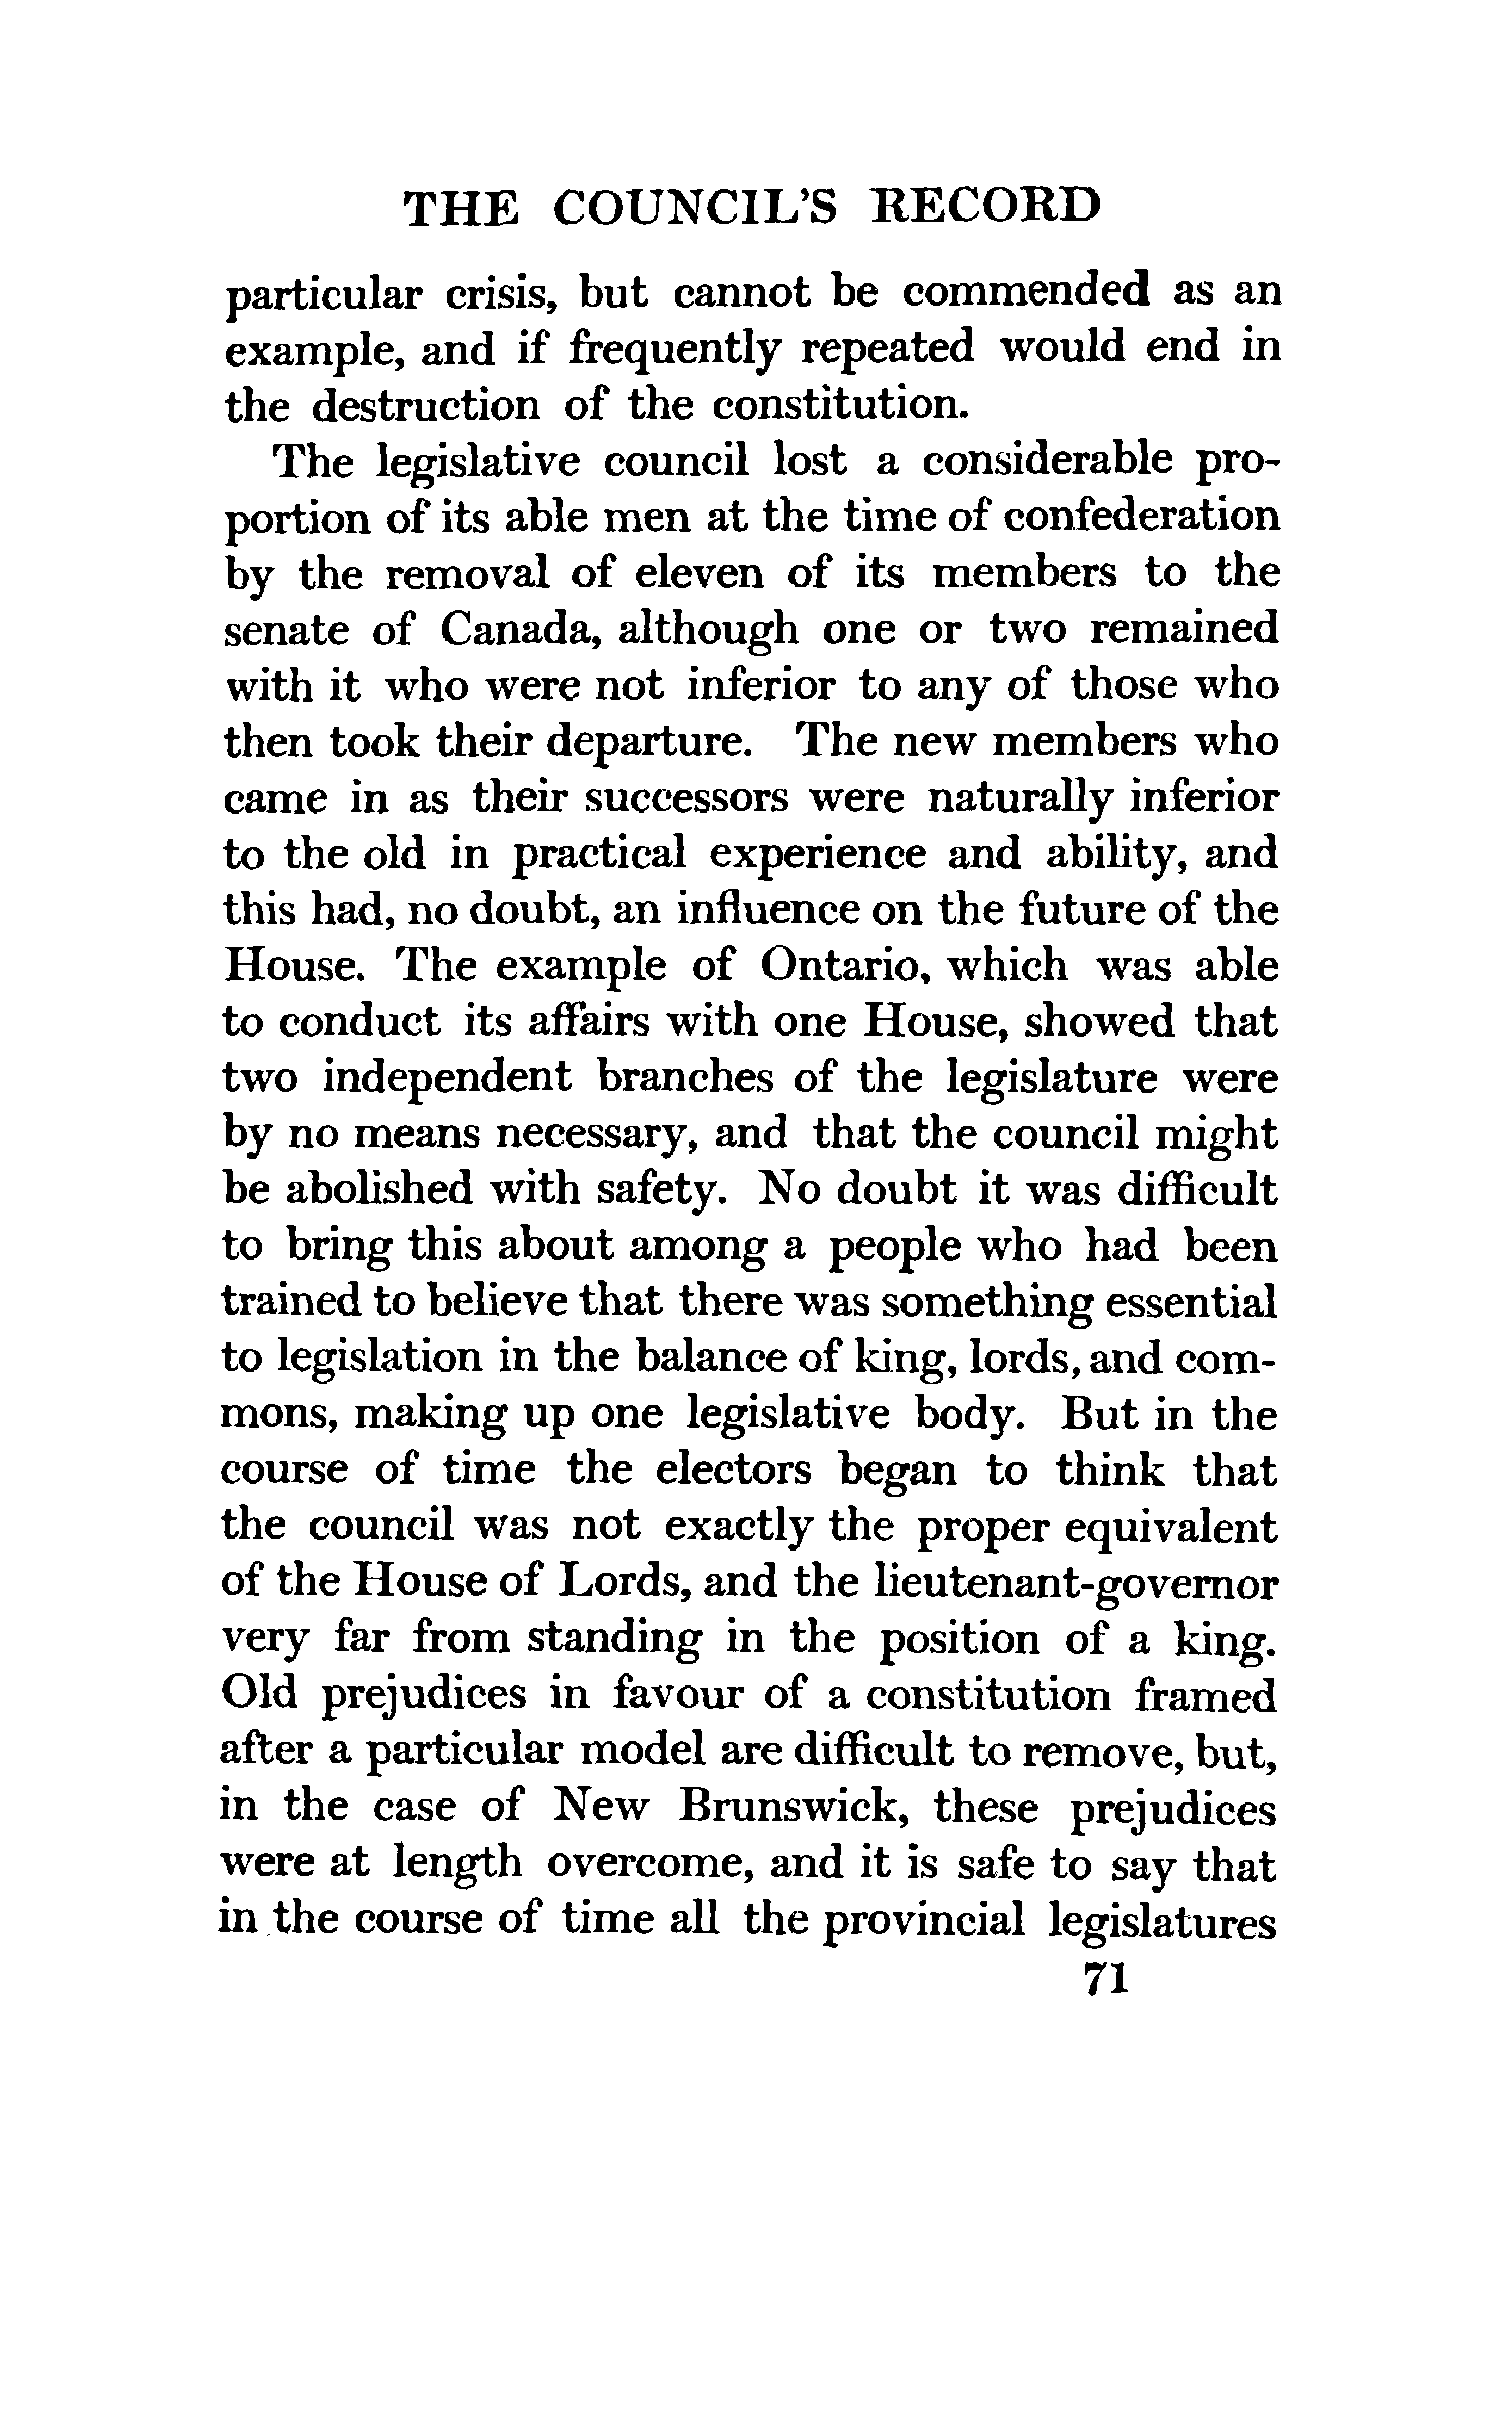 THE COUNCIL'S RECORD
particular crisis, but cannot be commended as an
example, and if frequently repeated would end in
the destruction of the constitution.
The legislative council lost a considerable pro-
portion of its able men at the time of confederation
by the removal of eleven of its members to the
senate of Canada, although one or two remained
with it who were not inferior to any of those who
then took their departure. The new members who
came in as their successors were naturally inferior
to the old in practical experience and ability, and
this had, no doubt, an influence on the future of the
House. The example of Ontario, which was able
to conduct its affairs with one House, showed that
two independent branches of the legislature were
by no means necessary, and that the council might
be abolished with safety. No doubt it was difficult
to bring this about among a people who had been
trained to believe that there was something essential
to legislation in the balance of king, lords, and com-
mons, making up one legislative body. But in the
course of time the electors began to think that
the council was not exactly the proper equivalent
of the House of Lords, and the lieutenant-governor
very far from standing in the position of a king.
Old prejudices in favour of a constitution framed
after a particular model are difficult to remove, but,
in the case of New Brunswick, these prejudices
were at length overcome, and it is safe to say that
in the course of time all the provincial legislatures
71